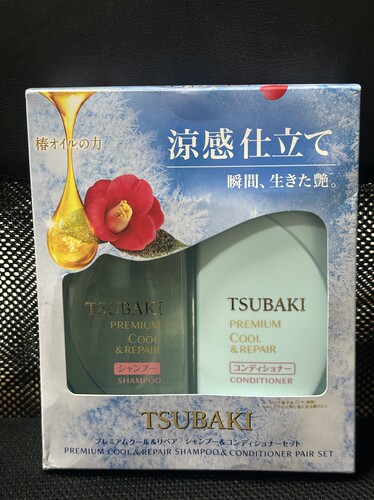 椿オイルの力
涼感仕立て
瞬間、生きた艶。
TSUBAKI
PREMIUM
COOL
& REPAIR
シャンプー
SHAMPOO
TSUBAKI
PREMIUM
COOL
& REPAIR
コンディショナー
CONDITIONER
TSUBAKI
プレミアムクール&リペア シャンプー&コンディショナーセット
PREMIUM COOL & REPAIR SHAMPOO & CONDITIONER PAIR SET